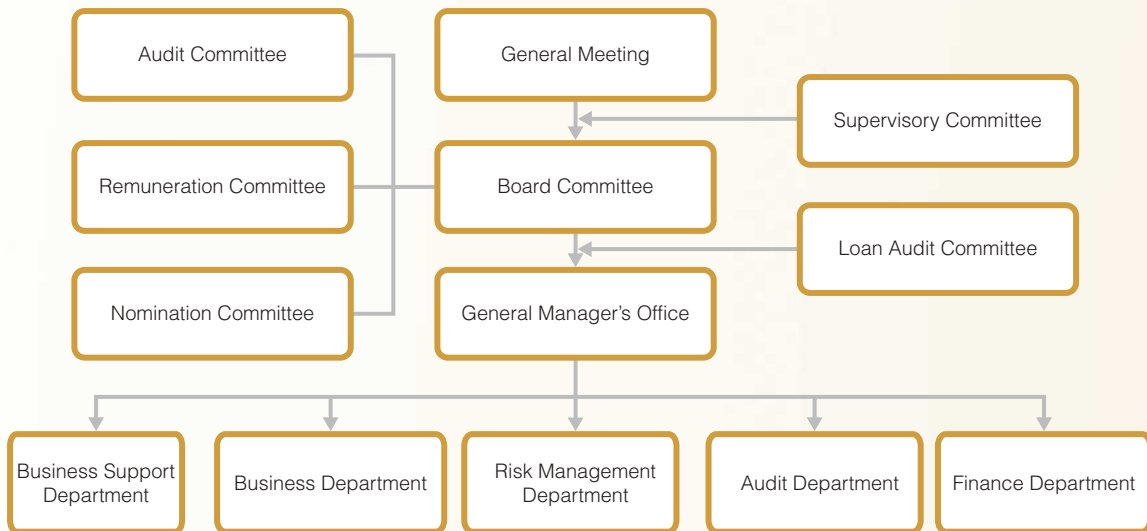 Audit Committee
General Meeting
Supervisory Committee
Remuneration Committee
Board Committee
Loan Audit Committee
Nomination Committee
General Manager’s Office
Business Support
Department
Business Department
Risk Management
Department
Audit Department
Finance Department